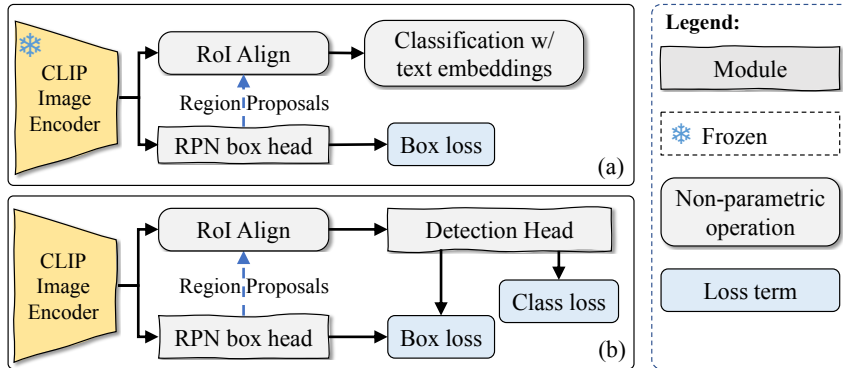 CLIP
Image
Encoder
RoI Align
Classification w/
text embeddings
Region Proposals
RPN box head
Box loss
(a)
CLIP
Image
Encoder
RoI Align
Detection Head
Region Proposals
Class loss
RPN box head
Box loss
(b)
Legend:
Module
Frozen
Non-parametric
operation
Loss term